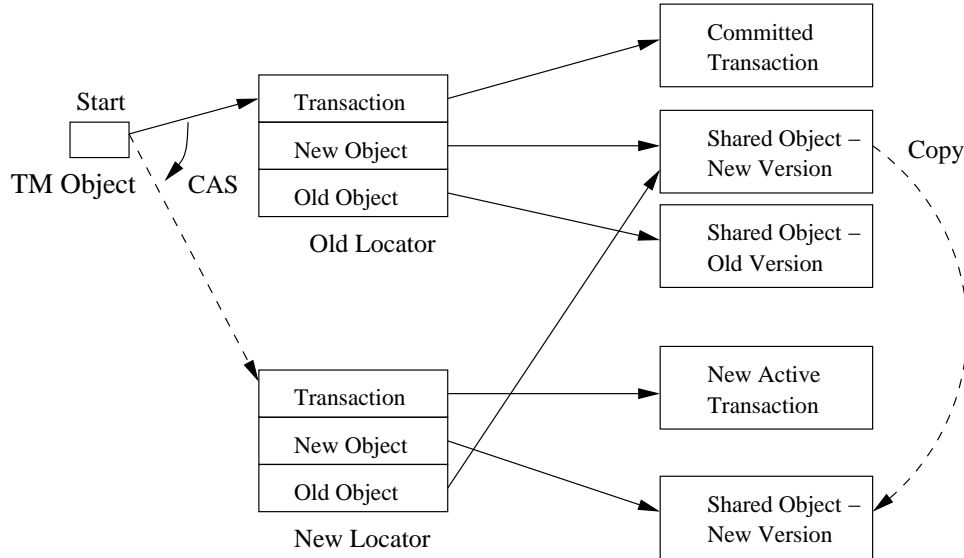 Start
TM Object
CAS
Transaction
New Object
Old Object
Old Locator
Committed
Transaction
Shared Object –
New Version
Shared Object –
Old Version
Copy
Transaction
New Object
Old Object
New Locator
New Active
Transaction
Shared Object –
New Version